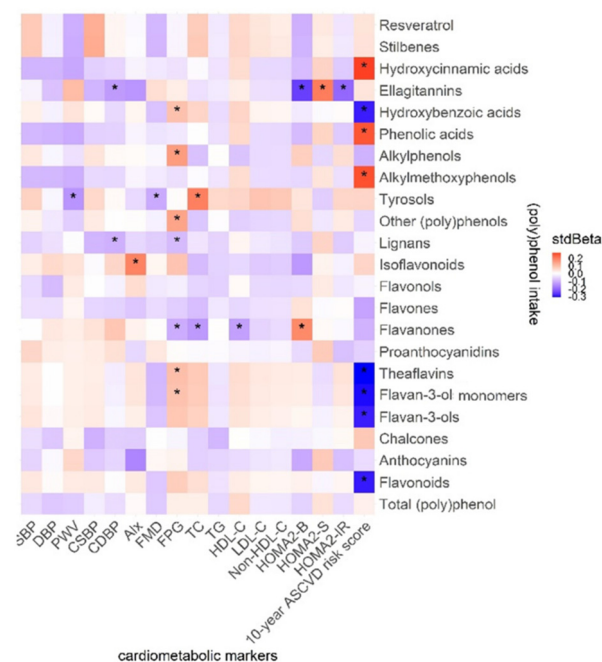 Resveratrol
Stilbenes
Hydroxycinnamic acids
Ellagitannins
Hydroxybenzoic acids
Phenolic acids
Alkylphenols
Alkylmethoxyphenols
Tyrosols
Other (poly)phenols
Lignans
Isoflavonoids
Flavonols
Flavones
Flavanones
Proanthocyanidins
Theaflavins
Flavan-3-ol monomers
Flavan-3-ols
Chalcones
Anthocyanins
Flavonoids
Total (poly)phenol
(poly)phenol intake
stdBeta
0.2
0.1
0.0
-0.1
-0.2
-0.3
SBP
DBP
PWV
CSBP
CDBP
AIx
FMD
FPG
TC
TG
HDL-C
LDL-C
Non-HDL-C
HOMA2-B
HOMA2-S
HOMA2-IR
10-year ASCVD risk score
cardiometabolic markers